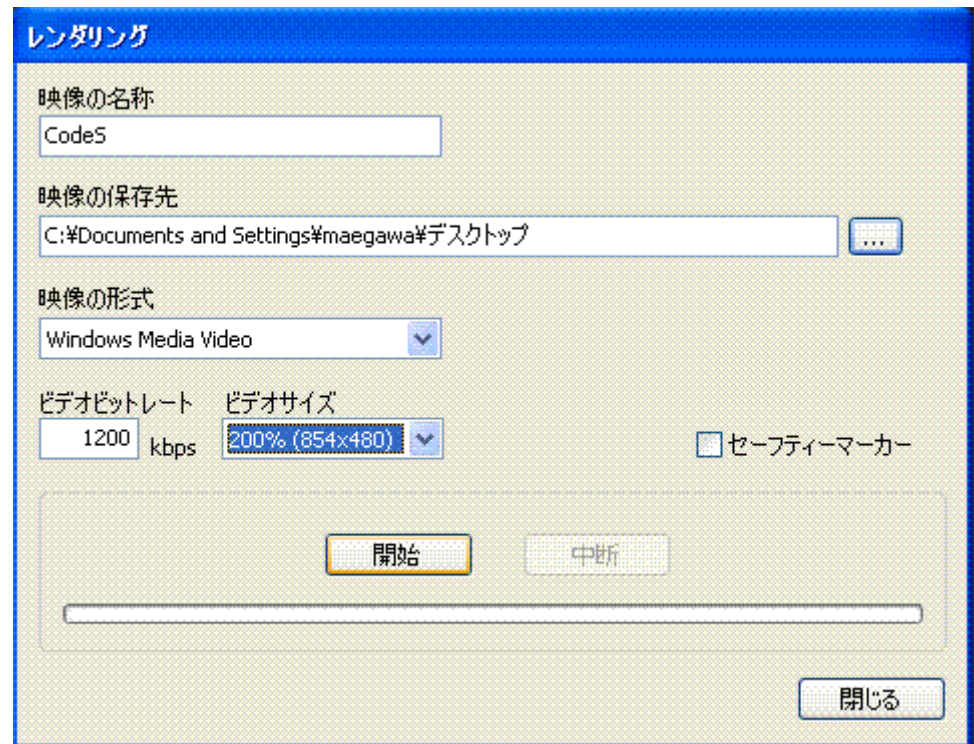 レンダリング
映像の名称
CodeS
映像の保存先
C:¥Documents and Settings¥maegawa¥デスクトップ
...
映像の形式
Windows Media Video
ビデオビットレート ビデオサイズ
1200 kbps 200% (854x480) セーフティーマーカー
開始 中断
閉じる